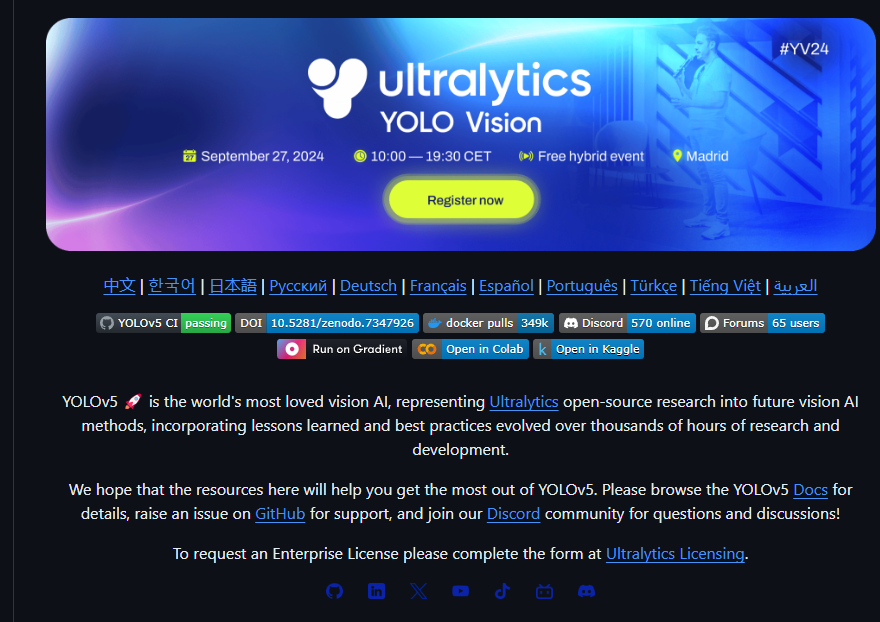 #YV24
ultralytics
YOLO Vision
September 27, 2024 10:00 — 19:30 CET Free hybrid event Madrid
Register now
中文 | 한국어 | 日本語 | Русский | Deutsch | Français | Español | Português | Türkçe | Tiếng Việt | العربية
YOLOv5 CI passing DOI 10.5281/zenodo.7347926 docker pulls 349k Discord 570 online Forums 65 users
Run on Gradient Open in Colab Open in Kaggle
YOLOv5 🚀 is the world's most loved vision AI, representing Ultralytics open-source research into future vision AI
methods, incorporating lessons learned and best practices evolved over thousands of hours of research and
development.
We hope that the resources here will help you get the most out of YOLOv5. Please browse the YOLOv5 Docs for
details, raise an issue on GitHub for support, and join our Discord community for questions and discussions!
To request an Enterprise License please complete the form at Ultralytics Licensing.